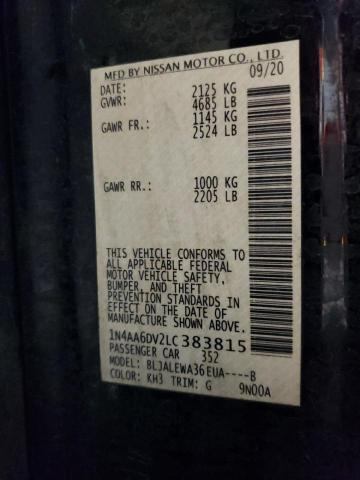 MFD BY NISSAN MOTOR CO., LTD.
DATE: 09/20
GVWR: 2125 KG
4685 LB
GAWR FR.: 1145 KG
2524 LB
GAWR RR.: 1000 KG
2205 LB
THIS VEHICLE CONFORMS TO
ALL APPLICABLE FEDERAL
MOTOR VEHICLE SAFETY,
BUMPER, AND THEFT
PREVENTION STANDARDS
IN EFFECT ON THE DATE OF
MANUFACTURE SHOWN
ABOVE.
1N4AA6DV2LC383815
PASSENGER CAR 352
MODEL: BLJALEWA36EUA----B
COLOR: KH3 TRIM: G 9N00A